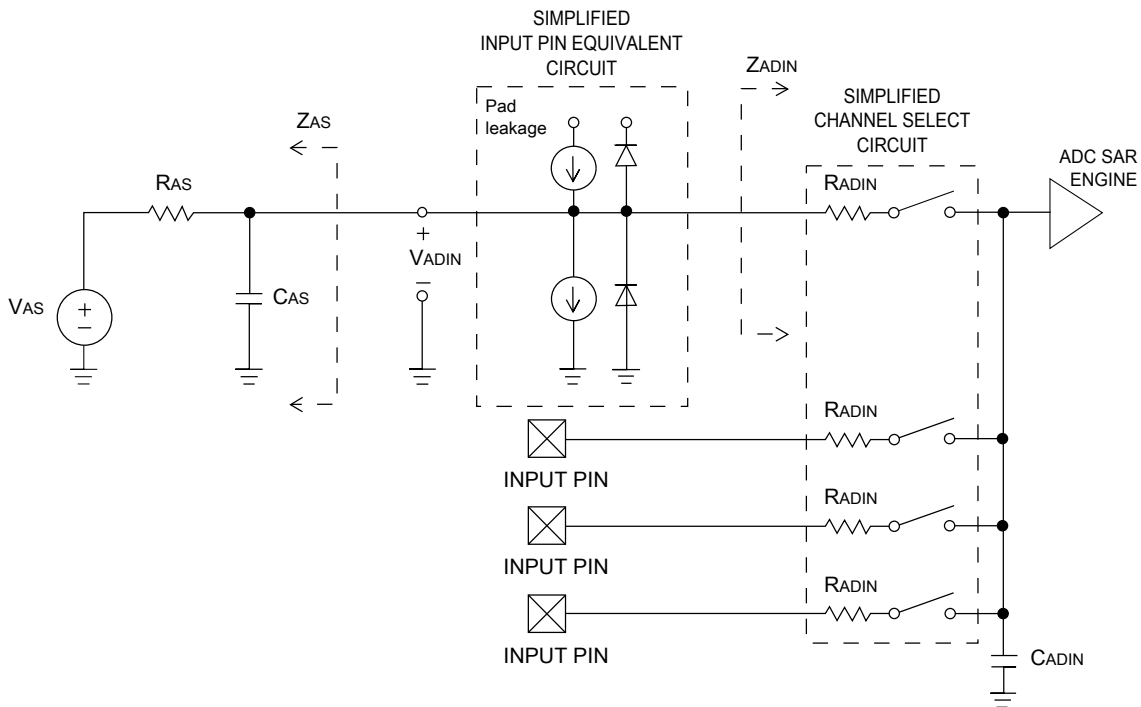 SIMPLIFIED
INPUT PIN EQUIVALENT
CIRCUIT
Pad
leakage
ZADIN
SIMPLIFIED
CHANNEL SELECT
CIRCUIT
ADC SAR
ENGINE
ZAS
RAS
RADIN
+
VADIN
–
VAS
+
–
CAS
RADIN
INPUT PIN
RADIN
INPUT PIN
RADIN
INPUT PIN
CADIN